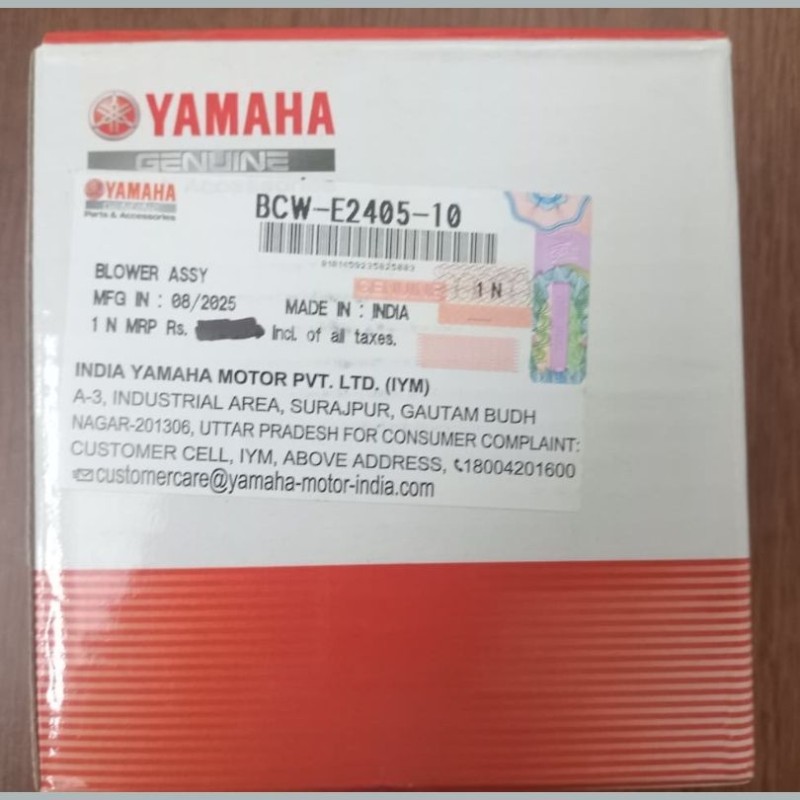 YAMAHA
GENUINE
YAMAHA
Parts & Accessories
BCW-E2405-10
BLOWER ASSY
GENUINE
1 N
MFG IN : 08/2025
MADE IN : INDIA
1 N MRP Rs.
Incl. of all taxes.
INDIA YAMAHA MOTOR PVT. LTD. (IYM)
A-3, INDUSTRIAL AREA, SURAJPUR, GAUTAM BUDH
NAGAR-201306, UTTAR PRADESH FOR CONSUMER COMPLAINT:
CUSTOMER CELL, IYM, ABOVE ADDRESS, 18004201600
customercare@yamaha-motor-india.com